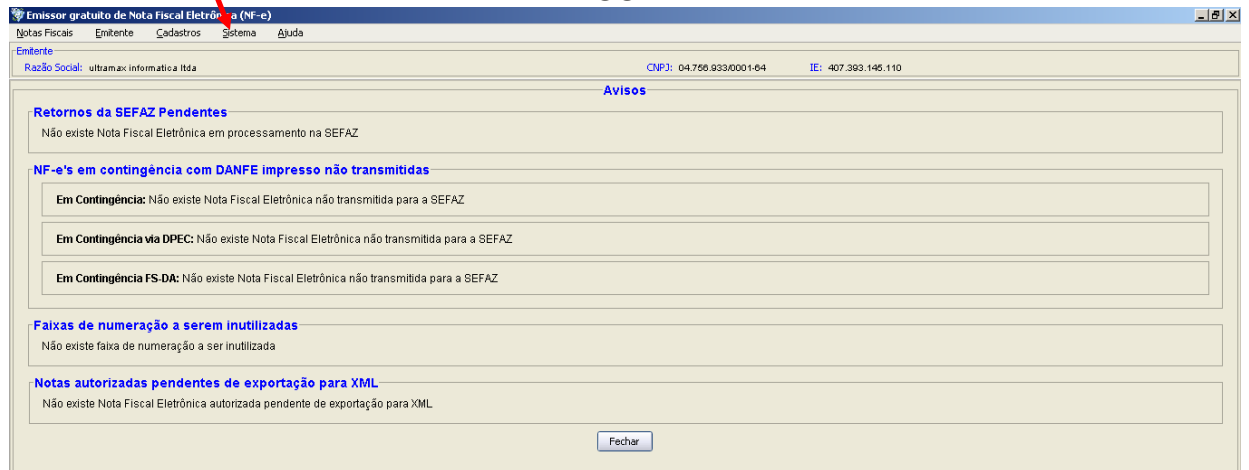 Emissor gratuito de Nota Fiscal Eletrônica (NF-e)
Notas Fiscais Emitente Cadastros Sistema Ajuda
Emitente
Razão Social: ultramax informatica ltda CNPJ: 04.756.933/0001-64 IE: 407.393.145.110
Avisos
Retornos da SEFAZ Pendentes
Não existe Nota Fiscal Eletrônica em processamento na SEFAZ
NF-e's em contingência com DANFE impresso não transmitidas
Em Contingência: Não existe Nota Fiscal Eletrônica não transmitida para a SEFAZ
Em Contingência via DPEC: Não existe Nota Fiscal Eletrônica não transmitida para a SEFAZ
Em Contingência FS-DA: Não existe Nota Fiscal Eletrônica não transmitida para a SEFAZ
Faixas de numeração a serem inutilizadas
Não existe faixa de numeração a ser inutilizada
Notas autorizadas pendentes de exportação para XML
Não existe Nota Fiscal Eletrônica autorizada pendente de exportação para XML
Fechar